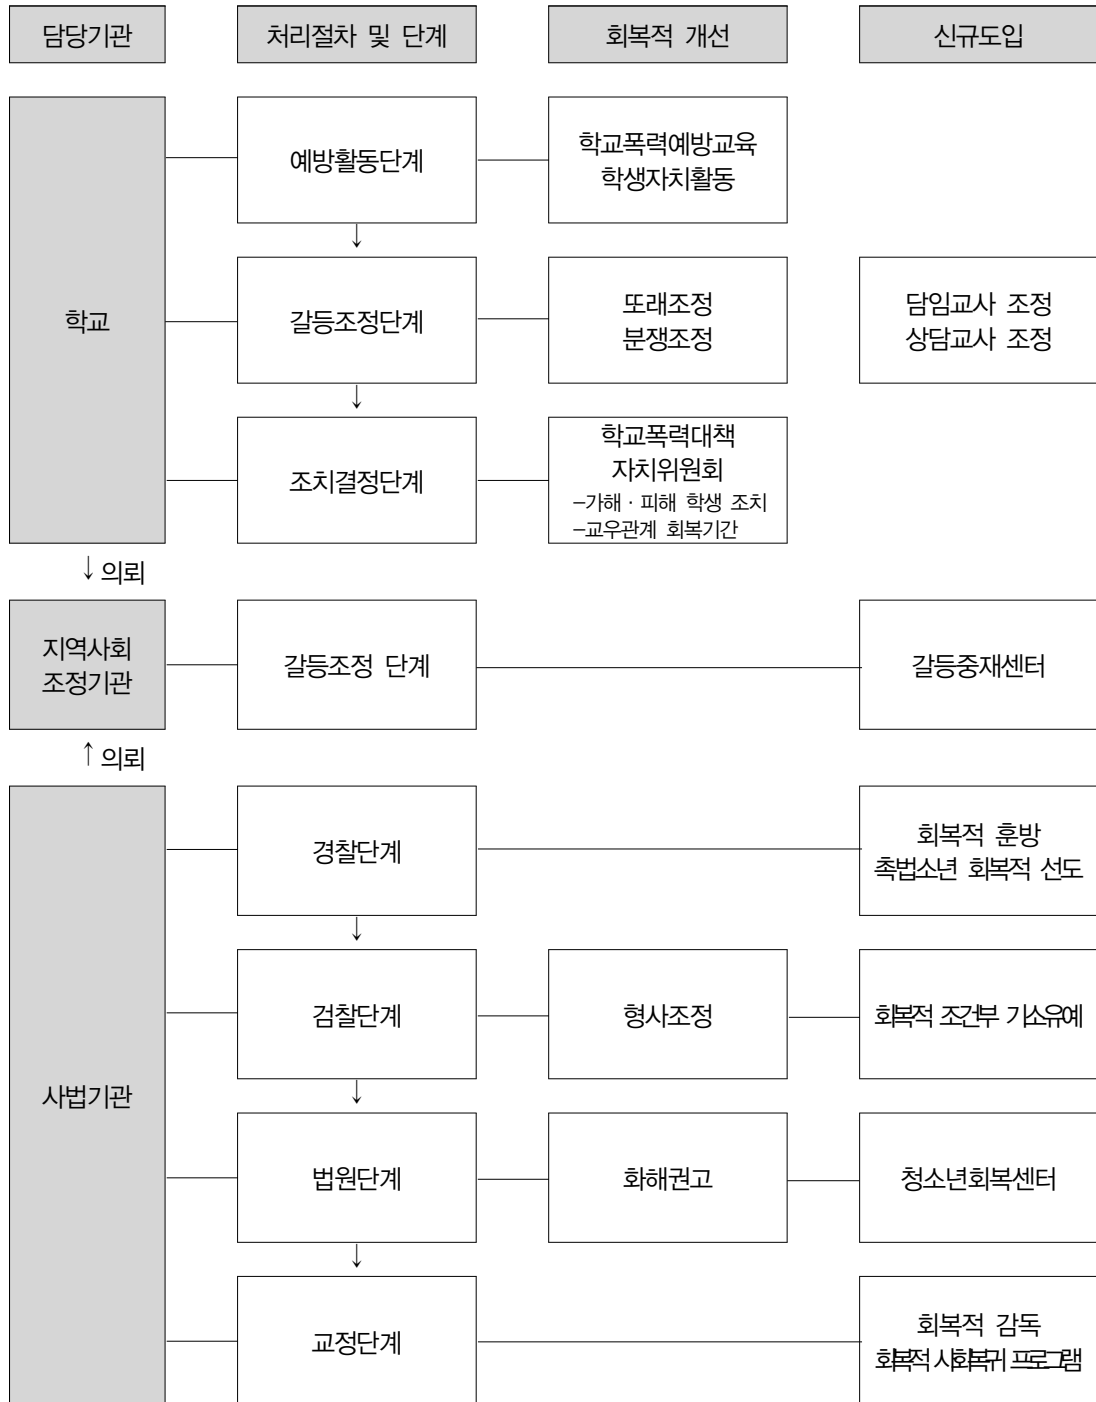 담당기관
처리절차 및 단계
회복적 개선
신규도입
학교
예방활동단계
학교폭력예방교육
학생자치활동
↓
갈등조정단계
또래조정
분쟁조정
담임교사 조정
상담교사 조정
↓
조치결정단계
학교폭력대책
자치위원회
-가해·피해 학생 조치
-교우관계 회복기간
↓ 의뢰
지역사회
조정기관
갈등조정 단계
갈등중재센터
↑ 의뢰
사법기관
경찰단계
회복적 훈방
촉법소년 회복적 선도
↓
검찰단계
형사조정
회복적 조건부 기소유예
↓
법원단계
화해권고
청소년회복센터
↓
교정단계
회복적 감독
회복적 사회복귀 프로그램